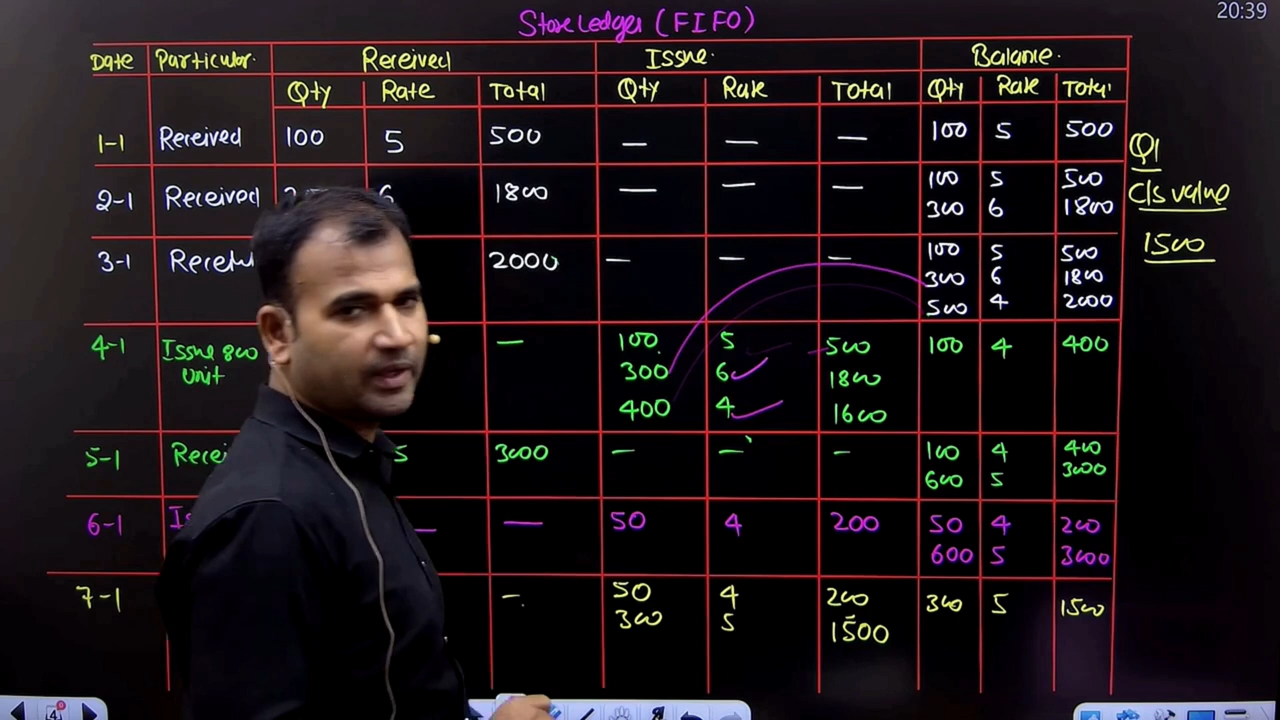 20:39
Store Ledger (FIFO)
Date Particular. Received Issue. Balance.
Qty Rate Total Qty Rate Total Qty Rate Total
1-1 Received 100 5 500 — — — 100 5 500
2-1 Received 6 1800 — — — 100 5 500
300 6 1800
3-1 2000 — — — 100 5 500
300 6 1800
500 4 2000
4-1 Issue 800 Unit — 100 5 500 100 4 400
300 6 1800
400 4 1600
5-1 5 3000 — — — 100 4 400
600 5 3000
6-1 — — 50 4 200 50 4 200
600 5 3000
7-1 — 50 4 200 300 5 1500
300 5 1500
Q1
C/s value
1500
4